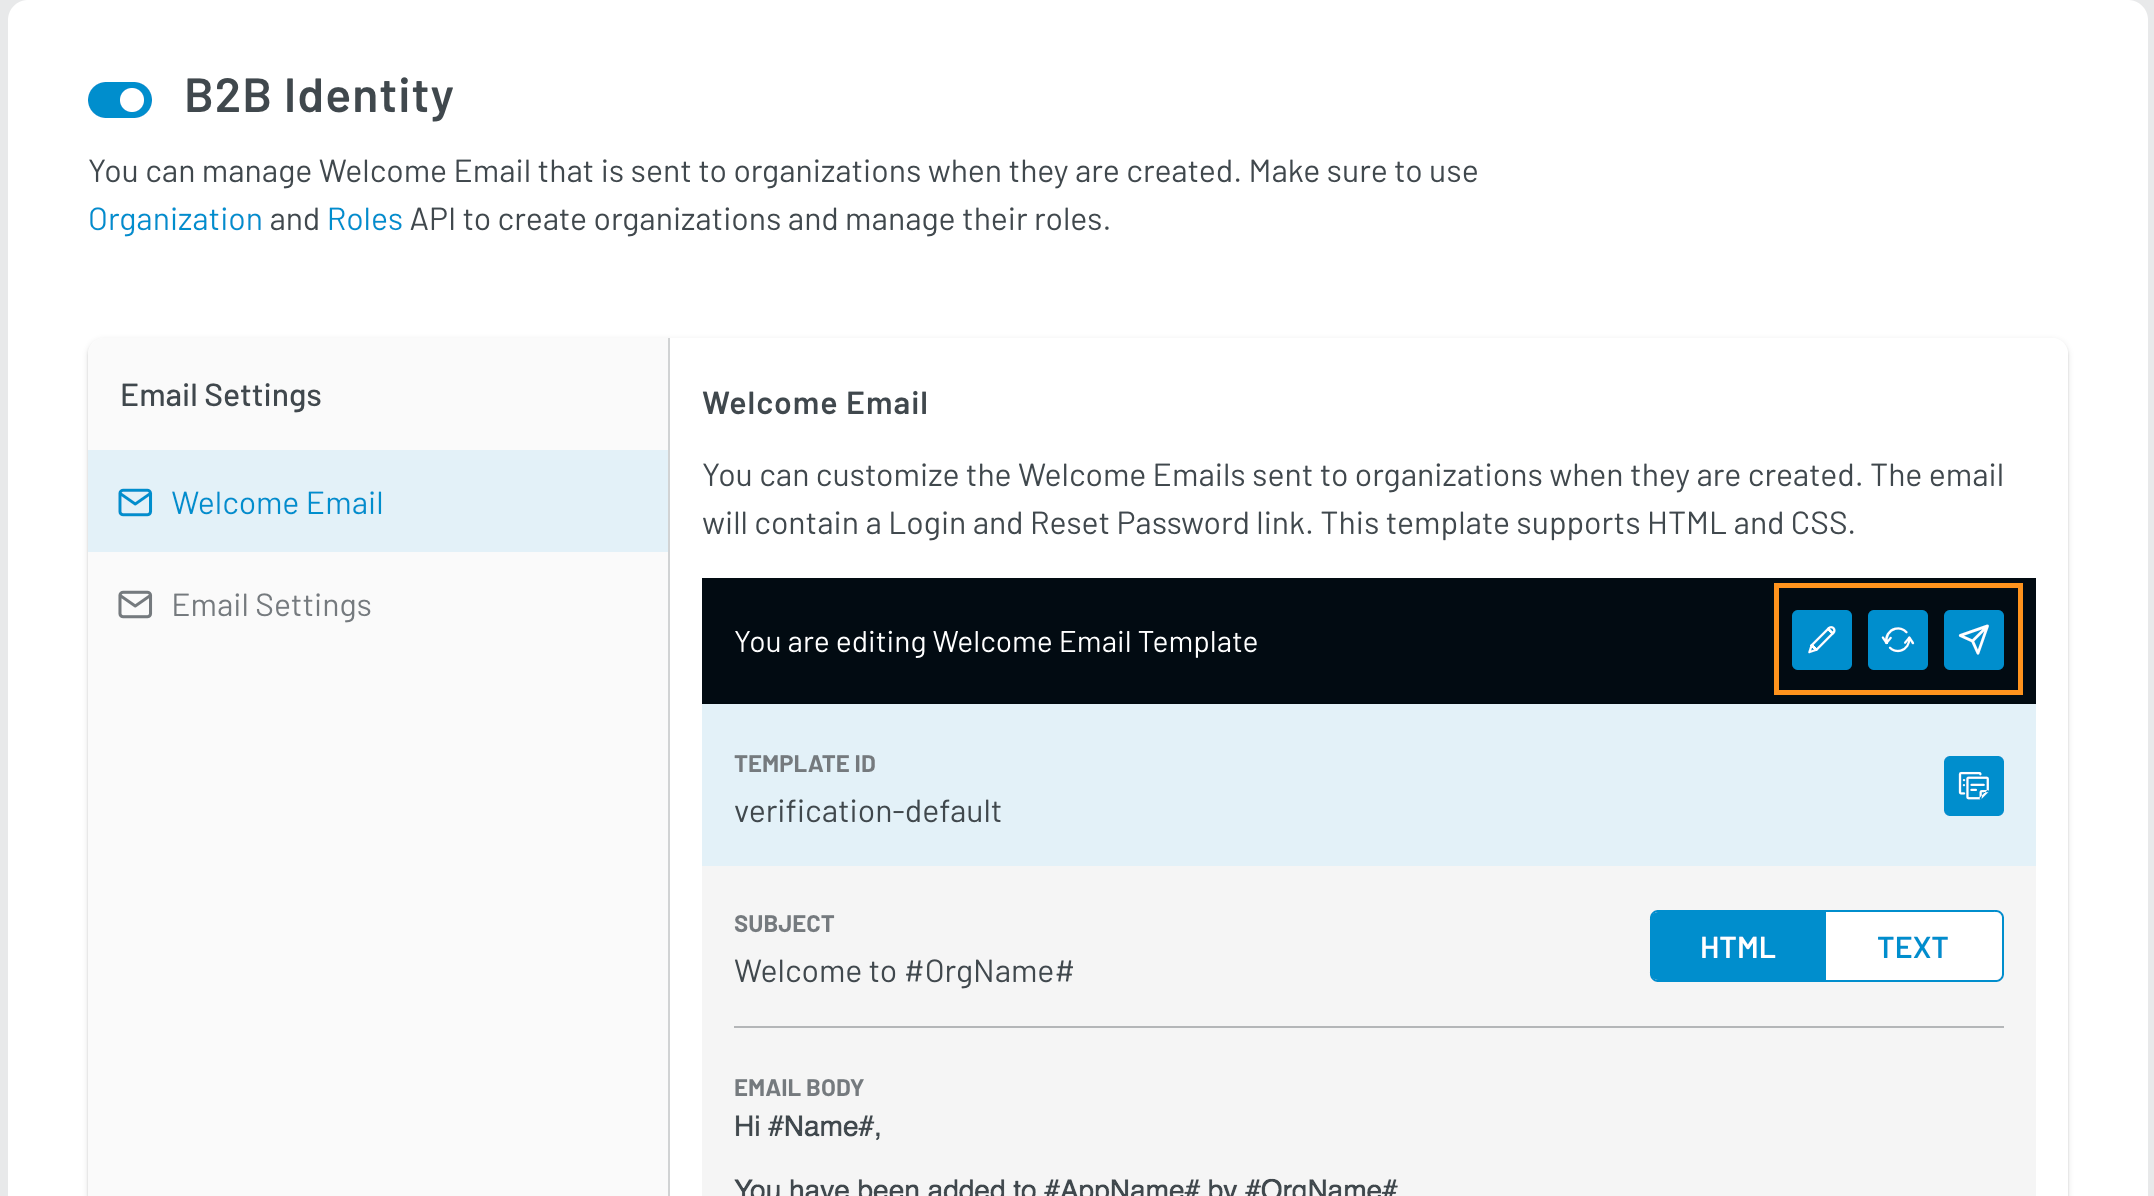 B2B Identity
You can manage Welcome Email that is sent to organizations when they are created. Make sure to use
Organization and Roles API to create organizations and manage their roles.
Email Settings
Welcome Email
Email Settings
Welcome Email
You can customize the Welcome Emails sent to organizations when they are created. The email
will contain a Login and Reset Password link. This template supports HTML and CSS.
You are editing Welcome Email Template
TEMPLATE ID
verification-default
SUBJECT
Welcome to #OrgName#
HTML
TEXT
EMAIL BODY
Hi #Name#,
You have been added to #AppName# by #OrgName#